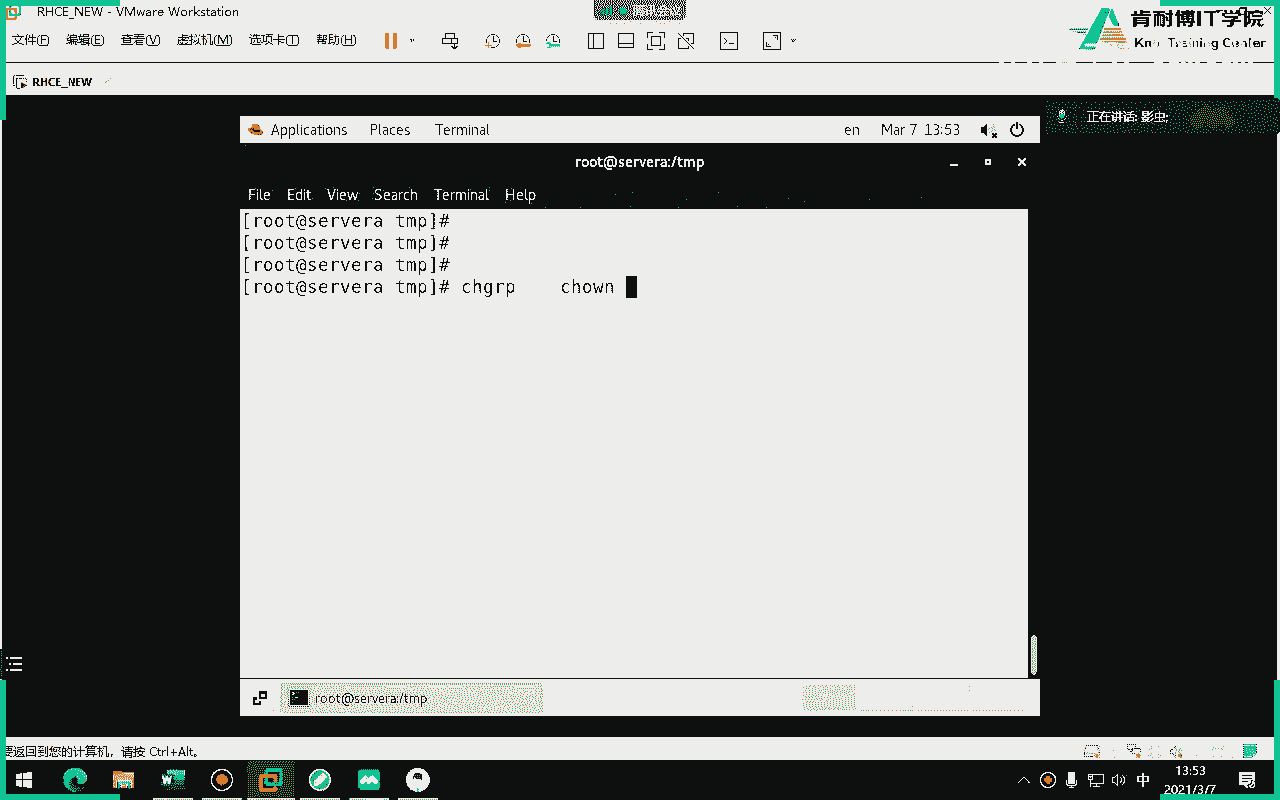 RHCE_NEW - VMware Workstation
肯耐博IT学院
文件(F) 编辑(E) 查看(V) 虚拟机(M) 选项卡(T) 帮助(H)
Training Center
RHCE_NEW
正在讲话: 影虫;
Applications Places Terminal en Mar 7 13:53
root@servera:/tmp
File Edit View Search Terminal Help
[root@servera tmp]#
[root@servera tmp]#
[root@servera tmp]#
[root@servera tmp]# chgrp    chown
root@servera:/tmp
要返回到您的计算机，请按 Ctrl+Alt。
中
13:53
2021/3/7